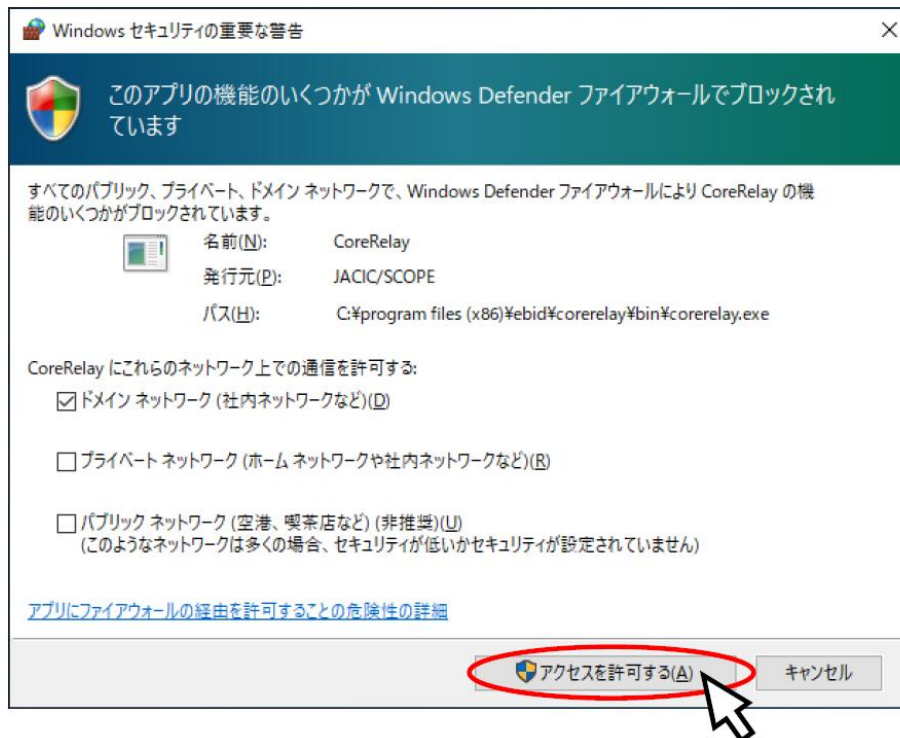 Windows セキュリティの重要な警告
このアプリの機能のいくつかが Windows Defender ファイアウォールでブロックされ
ています
すべてのパブリック、プライベート、ドメイン ネットワークで、Windows Defender ファイアウォールにより CoreRelay の機
能のいくつかがブロックされています。
名前(N): CoreRelay
発行元(P): JACIC/SCOPE
パス(H): C:¥program files (x86)¥ebid¥corerelay¥bin¥corerelay.exe
CoreRelay にこれらのネットワーク上での通信を許可する:
ドメイン ネットワーク (社内ネットワークなど)(D)
プライベート ネットワーク (ホーム ネットワークや社内ネットワークなど)(R)
パブリック ネットワーク (空港、喫茶店など) (非推奨)(U)
(このようなネットワークは多くの場合、セキュリティが低いかセキュリティが設定されていません)
アプリにファイアウォールの経由を許可することの危険性の詳細
アクセスを許可する(A) キャンセル